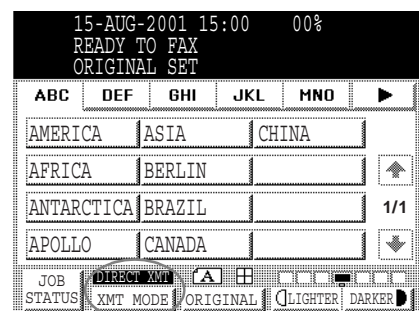 15-AUG-2001 15:00 00%
READY TO FAX
ORIGINAL SET
ABC DEF GHI JKL MNO
AMERICA ASIA CHINA
AFRICA BERLIN
ANTARCTICA BRAZIL 1/1
APOLLO CANADA
JOB STATUS DIRECT XMT A
XMT MODE ORIGINAL LIGHTER DARKER